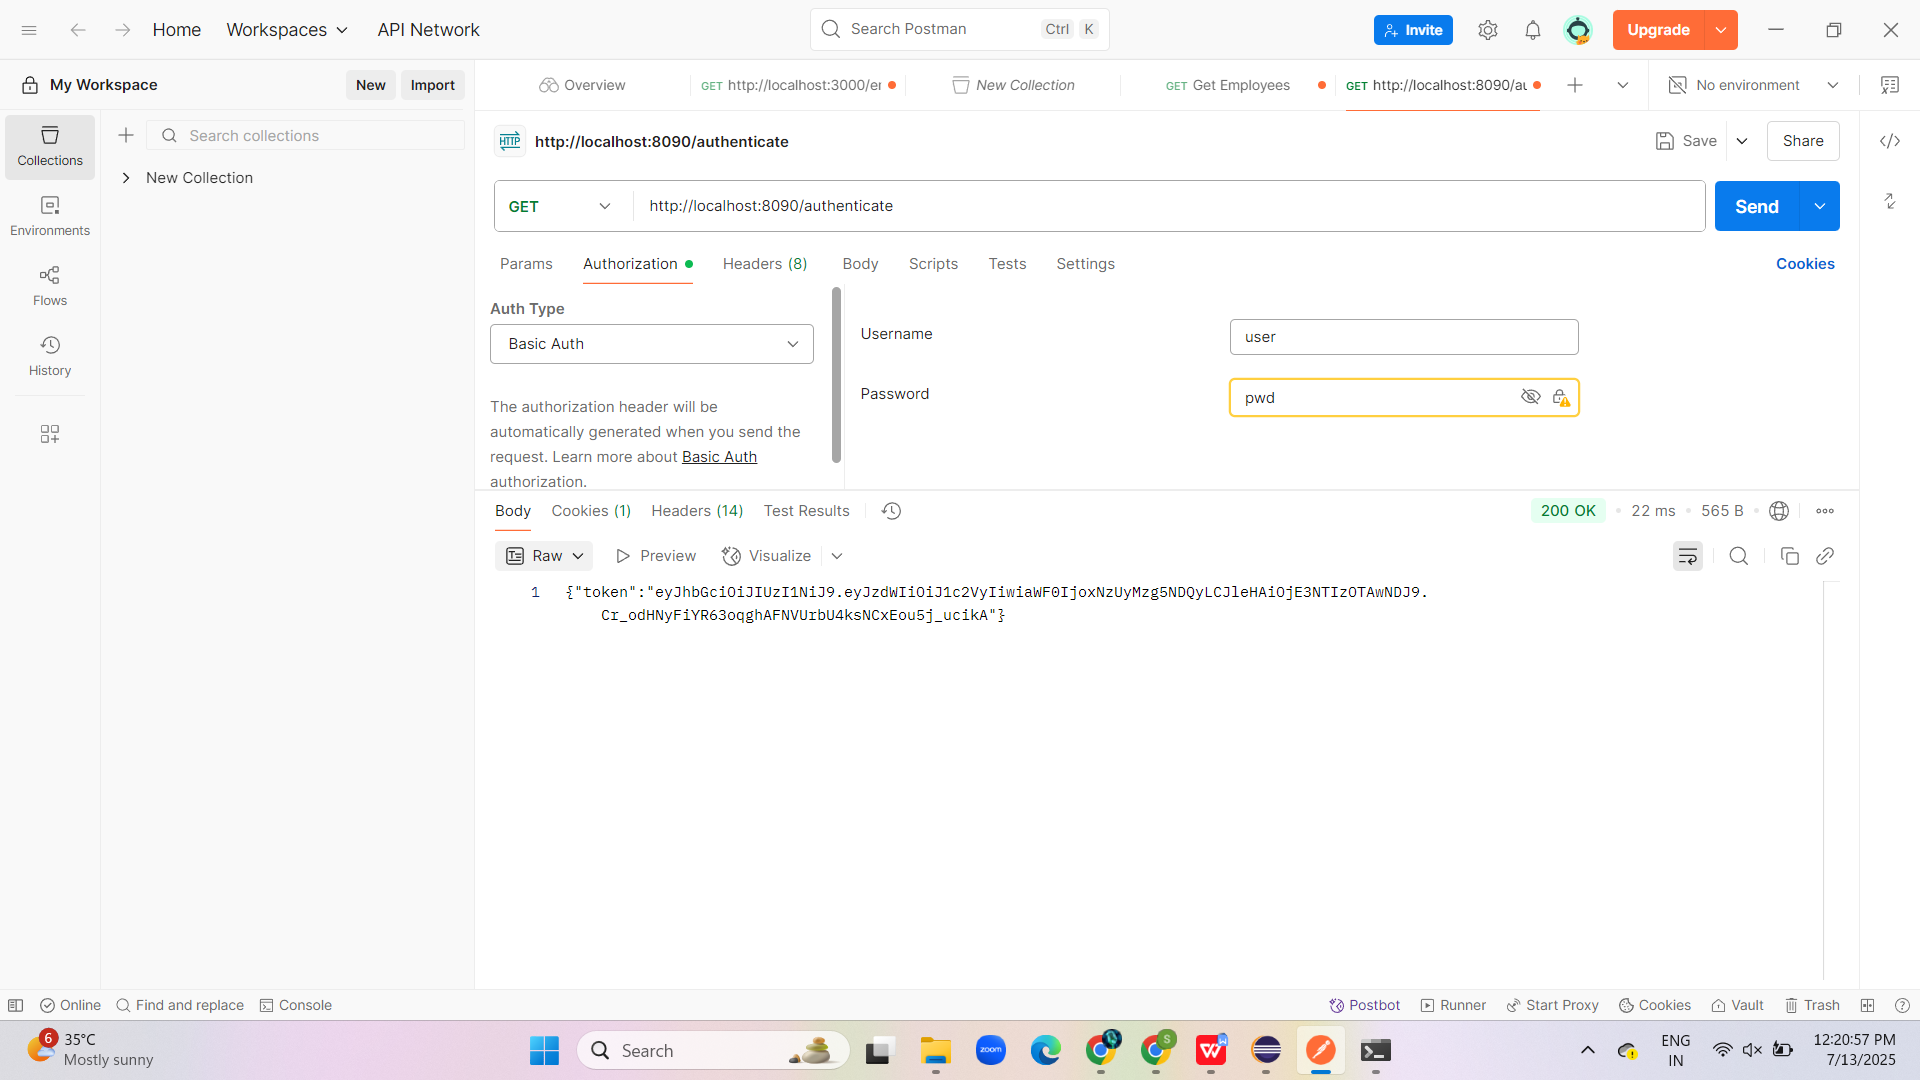 Home
Workspaces
API Network
Search Postman
Ctrl K
Invite
Upgrade
My Workspace
New
Import
Overview
GET http://localhost:3000/er
New Collection
GET Get Employees
GET http://localhost:8090/au
No environment
Collections
Environments
Flows
History
Search collections
New Collection
HTTP
http://localhost:8090/authenticate
Save
Share
GET
http://localhost:8090/authenticate
Send
Params
Authorization
Headers (8)
Body
Scripts
Tests
Settings
Cookies
Auth Type
Basic Auth
The authorization header will be
automatically generated when you send the
request. Learn more about Basic Auth
authorization.
Username
user
Password
pwd
Body
Cookies (1)
Headers (14)
Test Results
200 OK
22 ms
565 B
Raw
Preview
Visualize
1 {"token":"eyJhbGciOiJIUzI1NiJ9.eyJzdWIiOiJ1c2VyIiwiaWF0IjoxNzUyMzg5NDQyLCJleHAiOjE3NTIzOTAwNDJ9.
Cr_odHNyFiYR63oqghAFNVUrbU4ksNCxEou5j_ucikA"}
Online
Find and replace
Console
Postbot
Runner
Start Proxy
Cookies
Vault
Trash
6
35°C
Mostly sunny
Search
zoom
S
W
ENG
IN
12:20:57 PM
7/13/2025